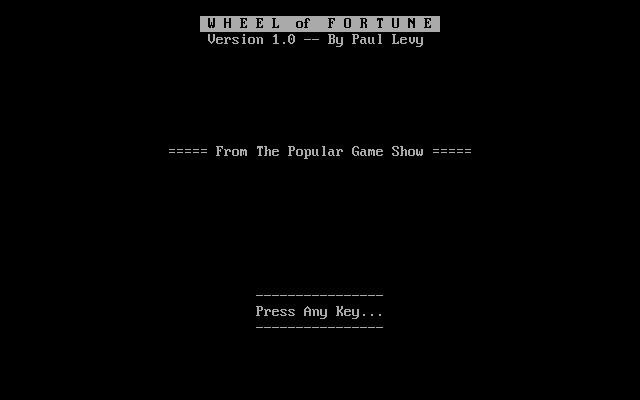 W H E E L of F O R T U N E
Version 1.0 -- By Paul Levy
===== From The Popular Game Show =====
----------------
Press Any Key...
----------------